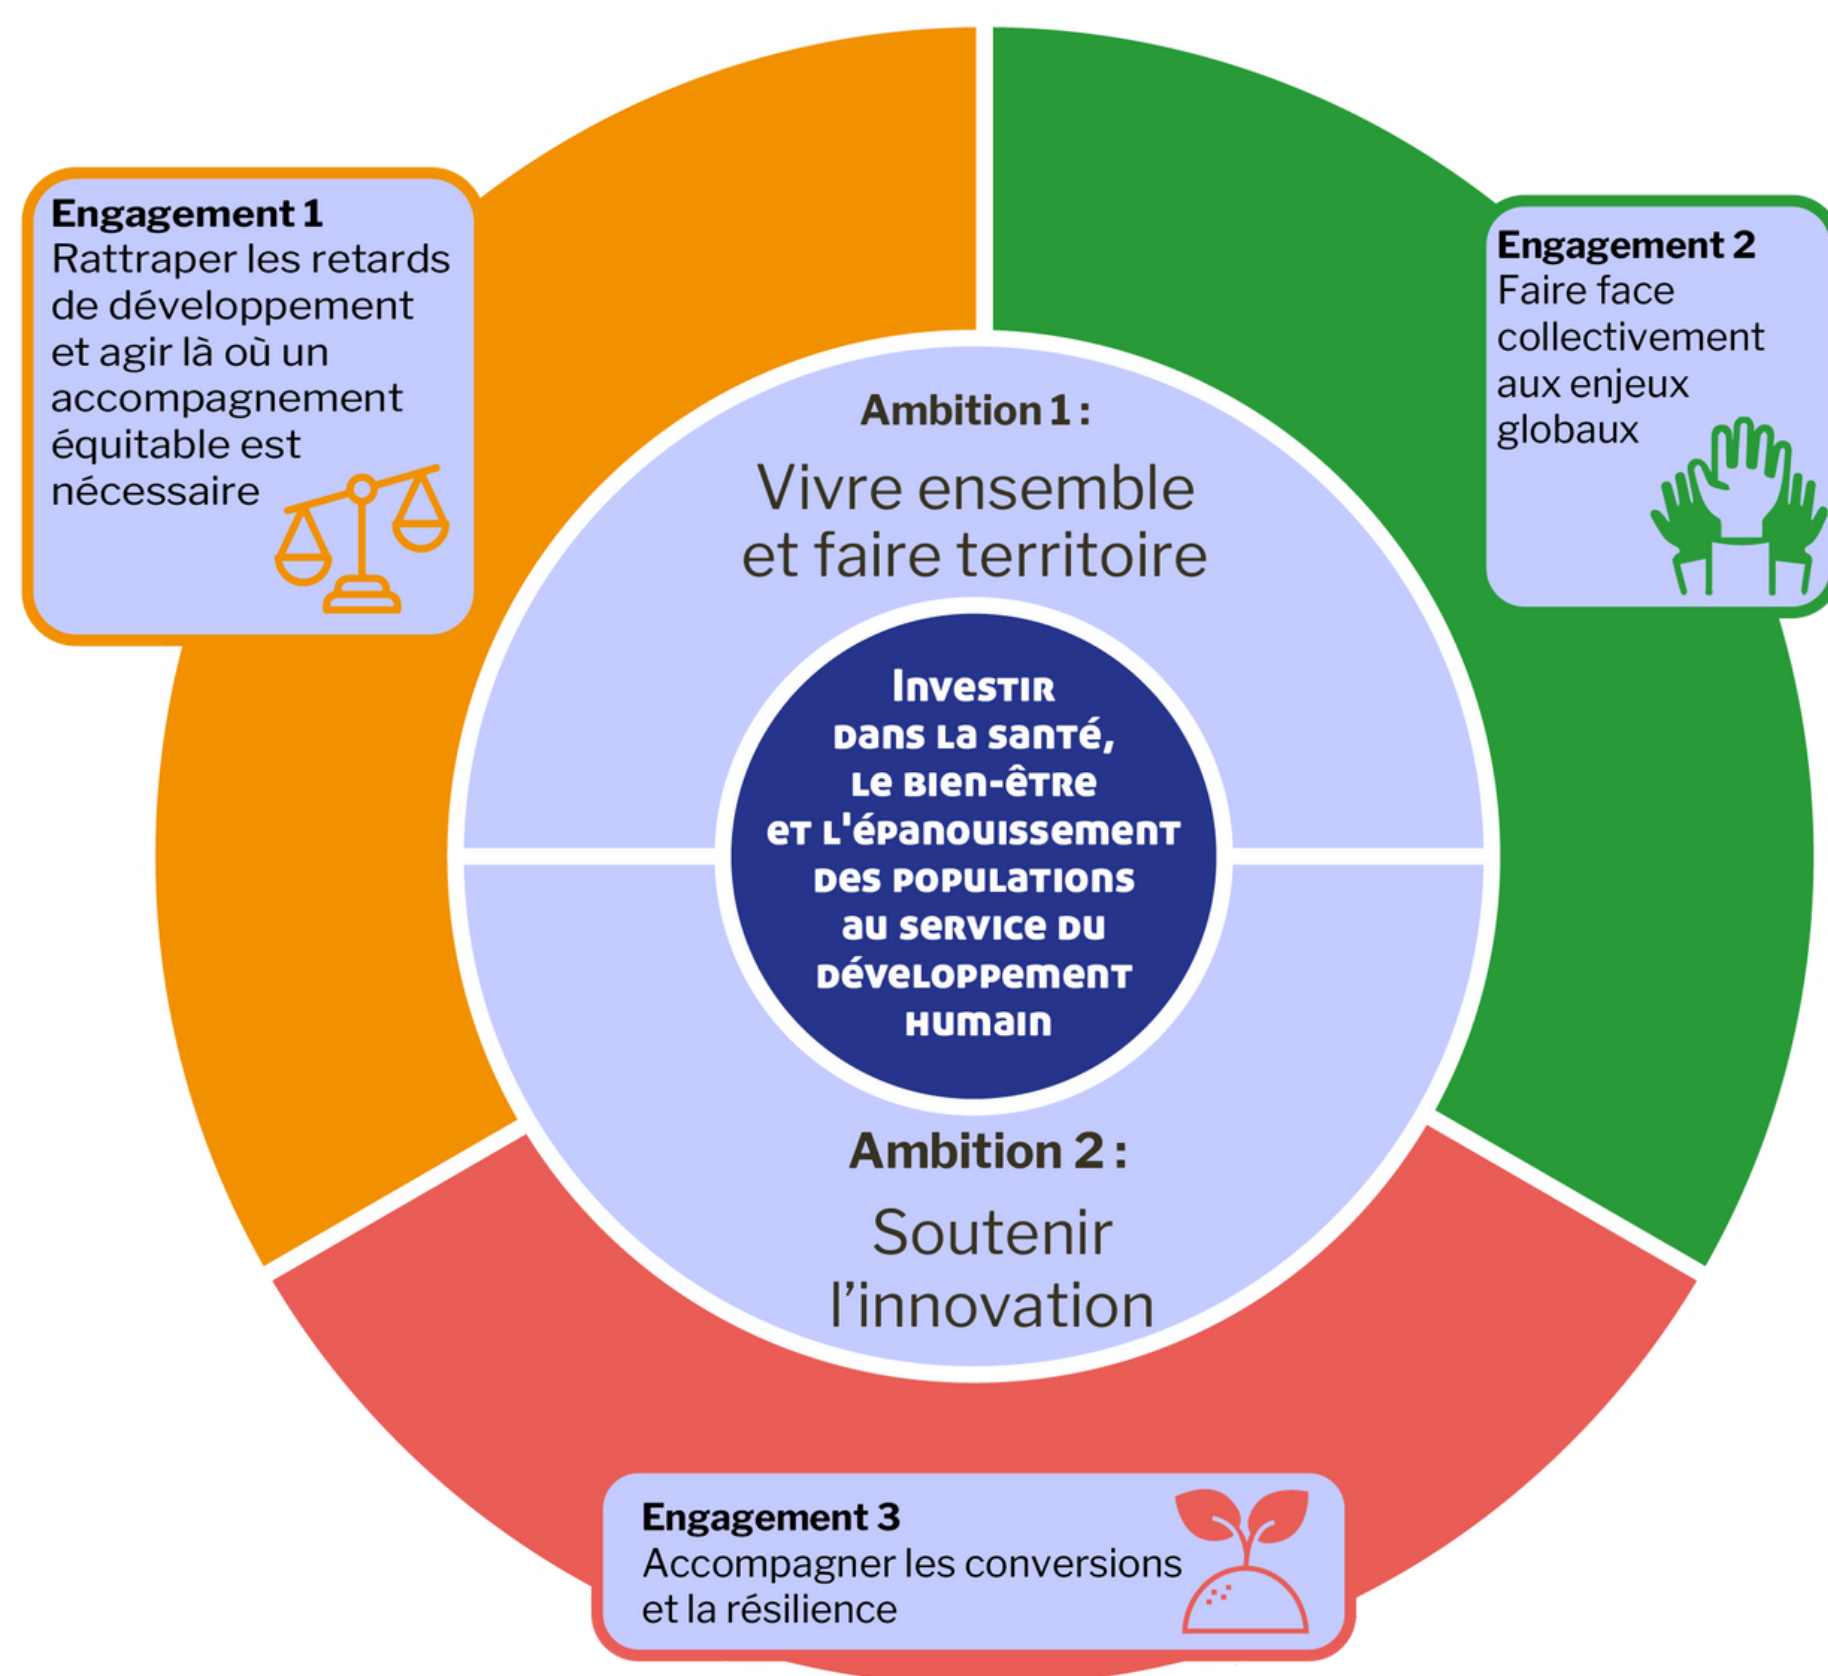 Engagement 1
Rattraper les retards
de développement
et agir là où un
accompagnement
équitable est
nécessaire
Engagement 2
Faire face
collectivement
aux enjeux
globaux
Ambition 1 :
Vivre ensemble
et faire territoire
Investir
dans la santé,
le bien-être
et l'épanouissement
des populations
au service du
développement
humain
Ambition 2 :
Soutenir
l’innovation
Engagement 3
Accompagner les conversions
et la résilience